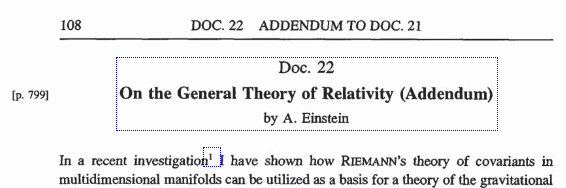 108 DOC. 22 ADDENDUM TO DOC. 21
Doc. 22
[p. 799] On the General Theory of Relativity (Addendum)
by A. Einstein
In a recent investigation¹ I have shown how RIEMANN's theory of covariants in
multidimensional manifolds can be utilized as a basis for a theory of the gravitational